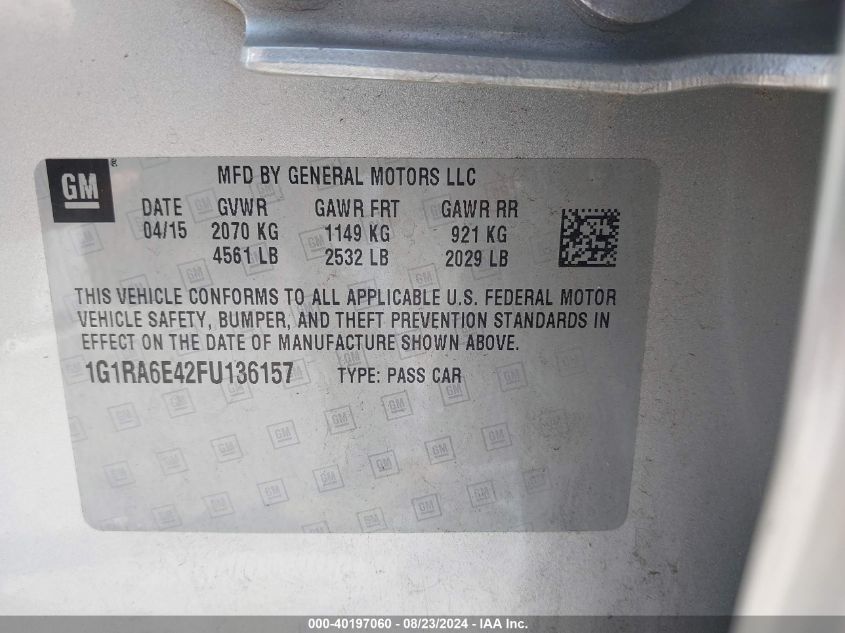 GM ®
MFD BY GENERAL MOTORS LLC
DATE GVWR GAWR FRT GAWR RR
04/15 2070 KG 1149 KG 921 KG
4561 LB 2532 LB 2029 LB
THIS VEHICLE CONFORMS TO ALL APPLICABLE U.S. FEDERAL MOTOR
VEHICLE SAFETY, BUMPER, AND THEFT PREVENTION STANDARDS IN
EFFECT ON THE DATE OF MANUFACTURE SHOWN ABOVE.
1G1RA6E42FU136157 TYPE: PASS CAR
000-40197060 - 08/23/2024 - IAA Inc.